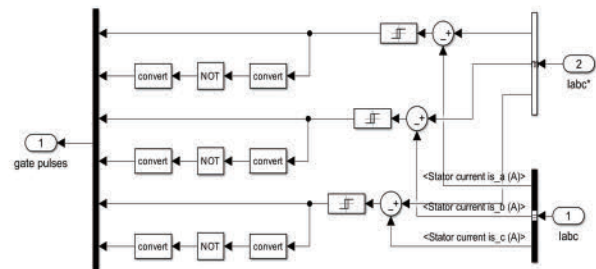 2
Iabc*
convert
NOT
convert
1
gate pulses
convert
NOT
convert
<Stator current is_a (A)>
<Stator current is_b (A)>
1
Iabc
<Stator current is_c (A)>
convert
NOT
convert